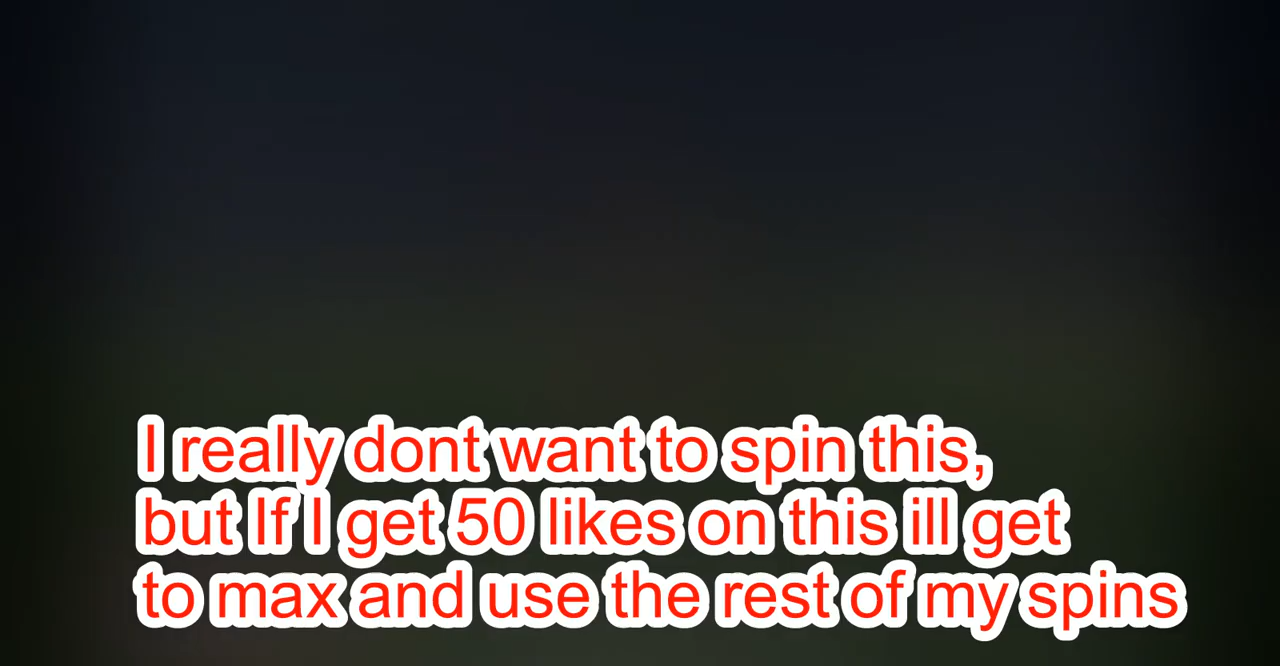 I really dont want to spin this,
but If I get 50 likes on this ill get
to max and use the rest of my spins